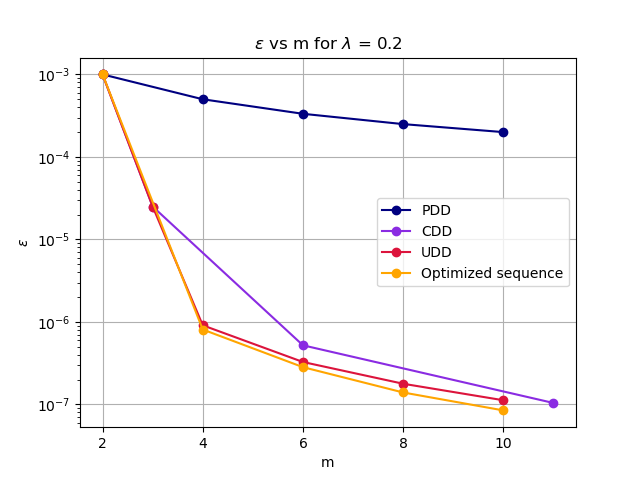 ε vs m for λ = 0.2
10⁻³
10⁻⁴
10⁻⁵
10⁻⁶
10⁻⁷
ε
PDD
CDD
UDD
Optimized sequence
2 4 6 8 10
m